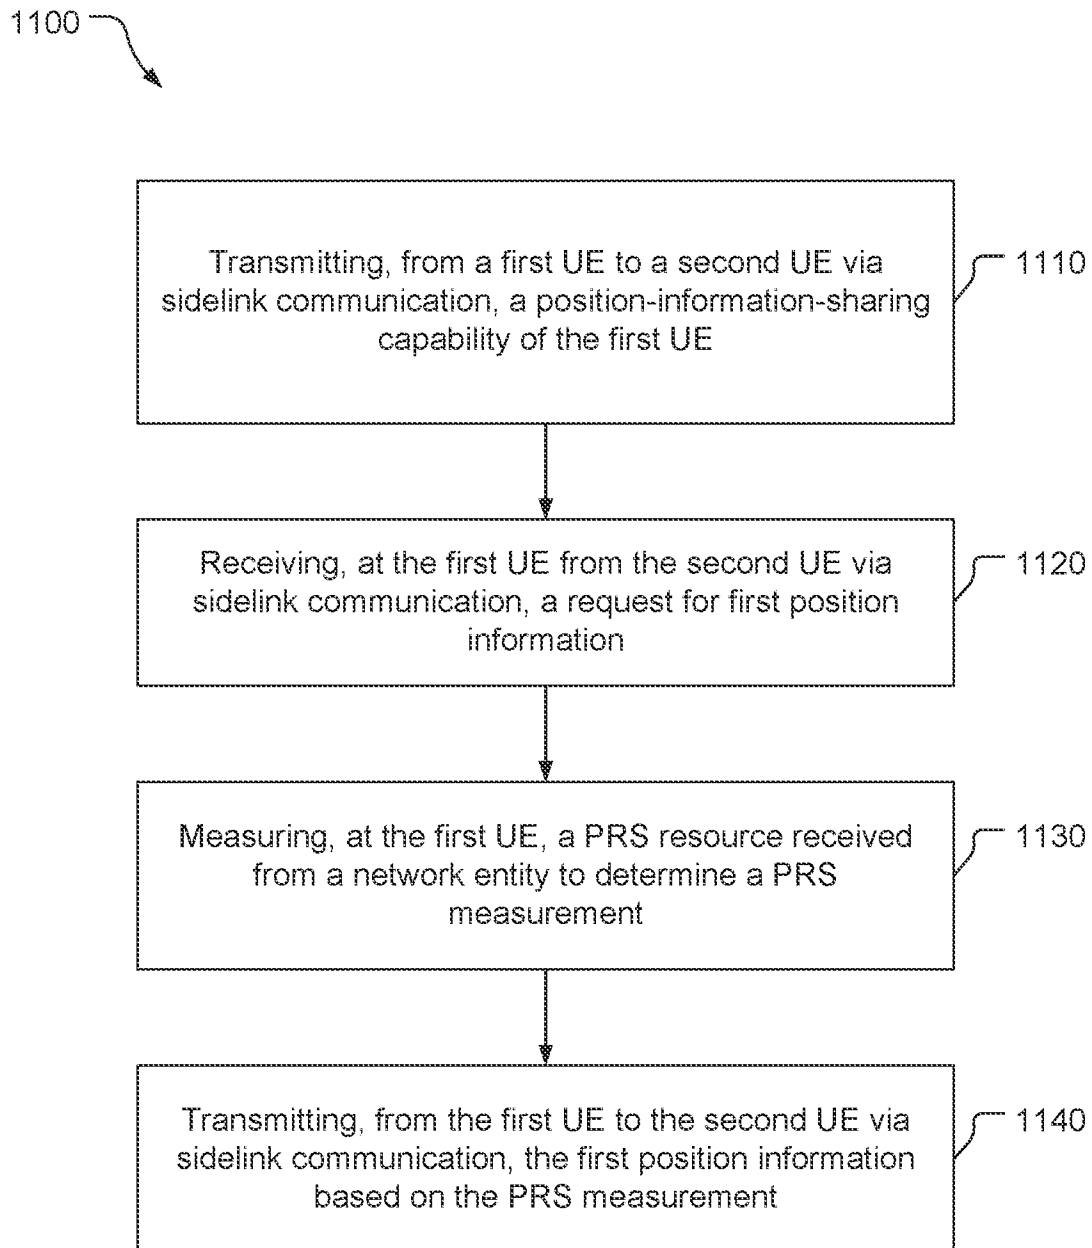 1100
Transmitting, from a first UE to a second UE via
sidelink communication, a position-information-sharing
capability of the first UE
1110
Receiving, at the first UE from the second UE via
sidelink communication, a request for first position
information
1120
Measuring, at the first UE, a PRS resource received
from a network entity to determine a PRS
measurement
1130
Transmitting, from the first UE to the second UE via
sidelink communication, the first position information
based on the PRS measurement
1140